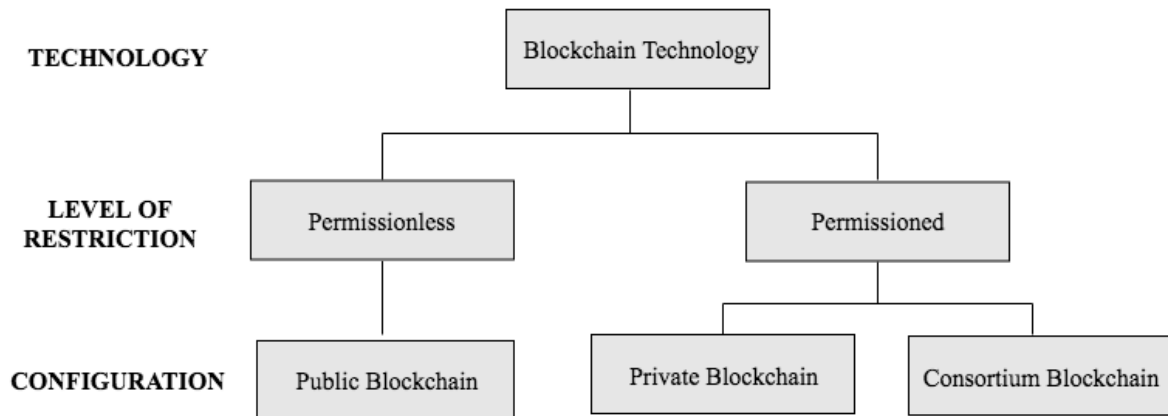 TECHNOLOGY
Blockchain Technology
LEVEL OF
RESTRICTION
Permissionless
Permissioned
CONFIGURATION
Public Blockchain
Private Blockchain
Consortium Blockchain